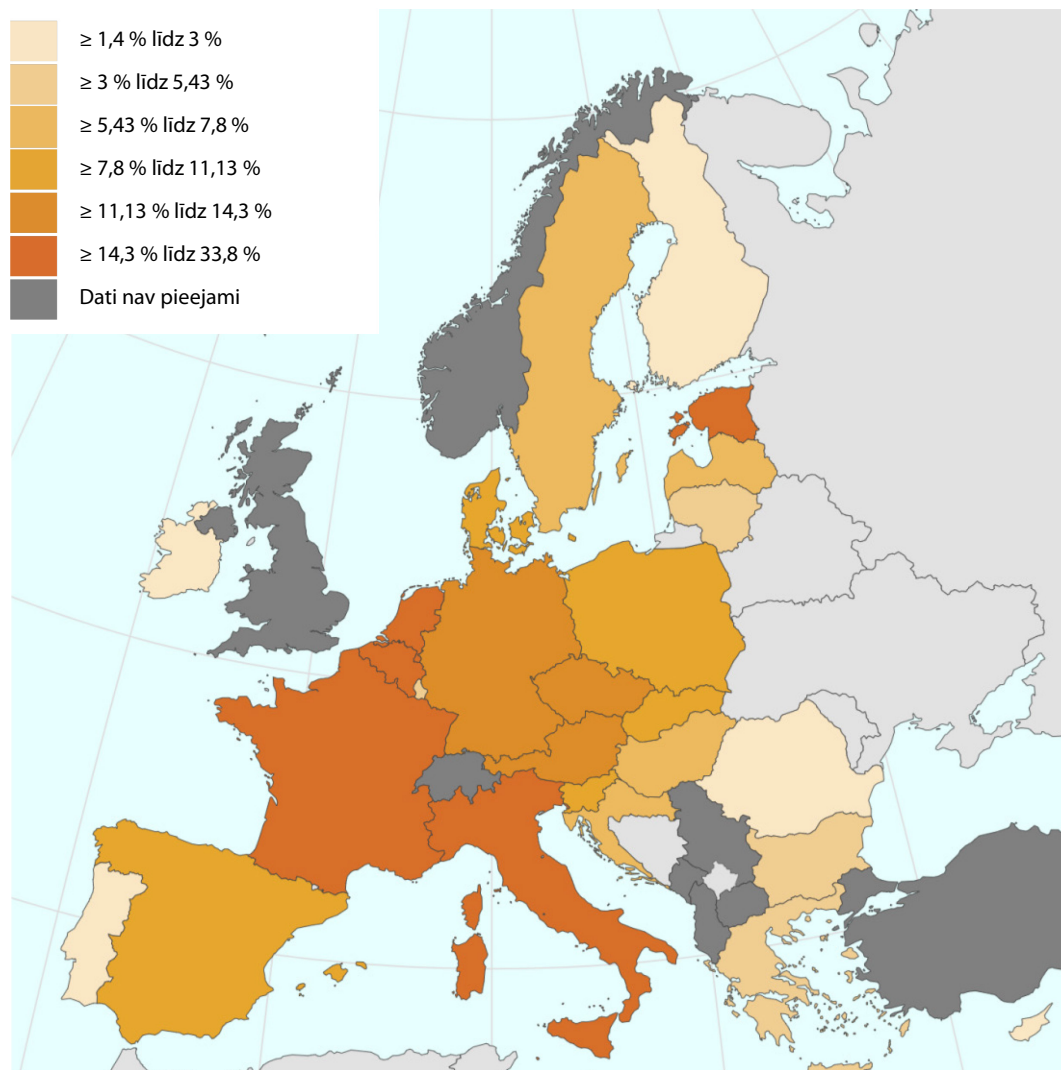 ≥ 1,4 % līdz 3 %
≥ 3 % līdz 5,43 %
≥ 5,43 % līdz 7,8 %
≥ 7,8 % līdz 11,13 %
≥ 11,13 % līdz 14,3 %
≥ 14,3 % līdz 33,8 %
Dati nav pieejami